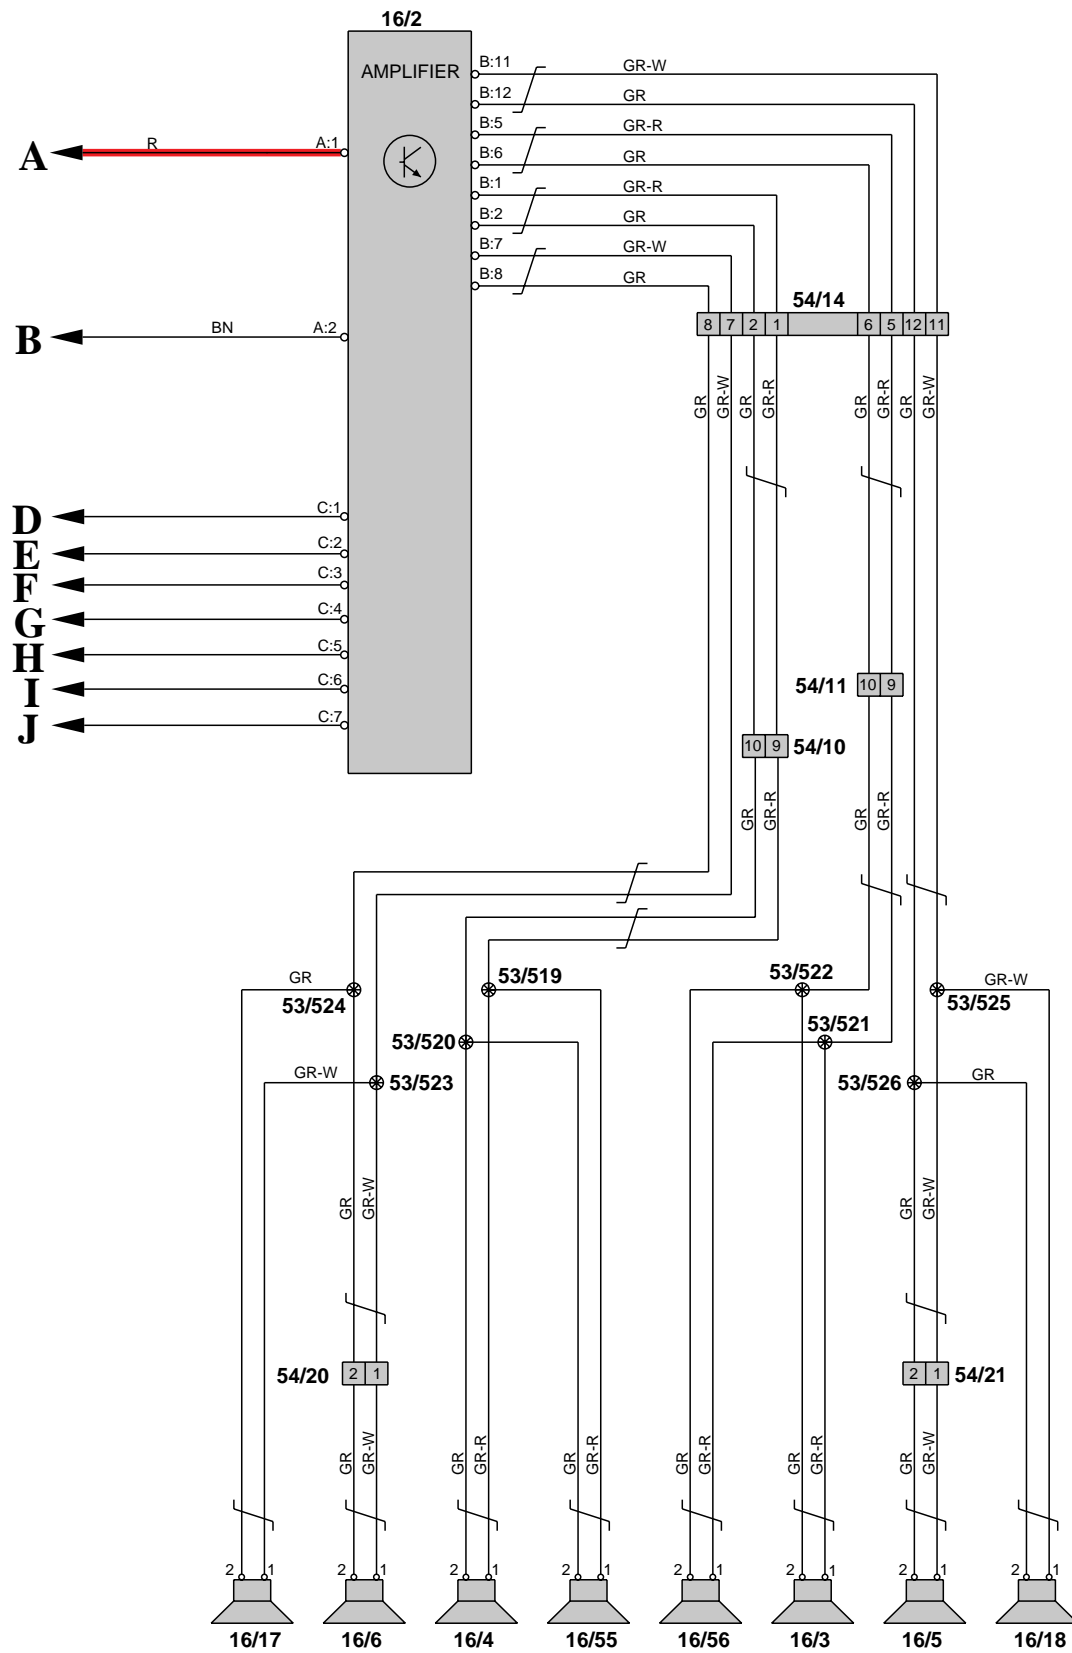 16/2
AMPLIFIER
B:11
GR-W
B:12
GR
B:5
GR-R
B:6
GR
B:1
GR-R
B:2
GR
B:7
GR-W
B:8
GR
A
R
A:1
B
BN
A:2
54/14
8 7 2 1 6 5 12 11
GR GR-W GR GR-R GR GR-R GR GR-W
D
C:1
E
C:2
F
C:3
G
C:4
H
C:5
I
C:6
J
C:7
54/11
10 9
10 9
54/10
GR GR-R GR GR-R
GR
53/524
53/519
53/522
GR-W
53/525
53/520
53/521
GR-W
53/523
53/526
GR
GR GR-W GR GR-W
54/20
2 1
2 1
54/21
GR GR-W GR GR-R GR GR-R GR GR-R GR GR-R GR GR-W
2 1 2 1 2 1 2 1 2 1 2 1 2 1 2 1
16/17 16/6 16/4 16/55 16/56 16/3 16/5 16/18